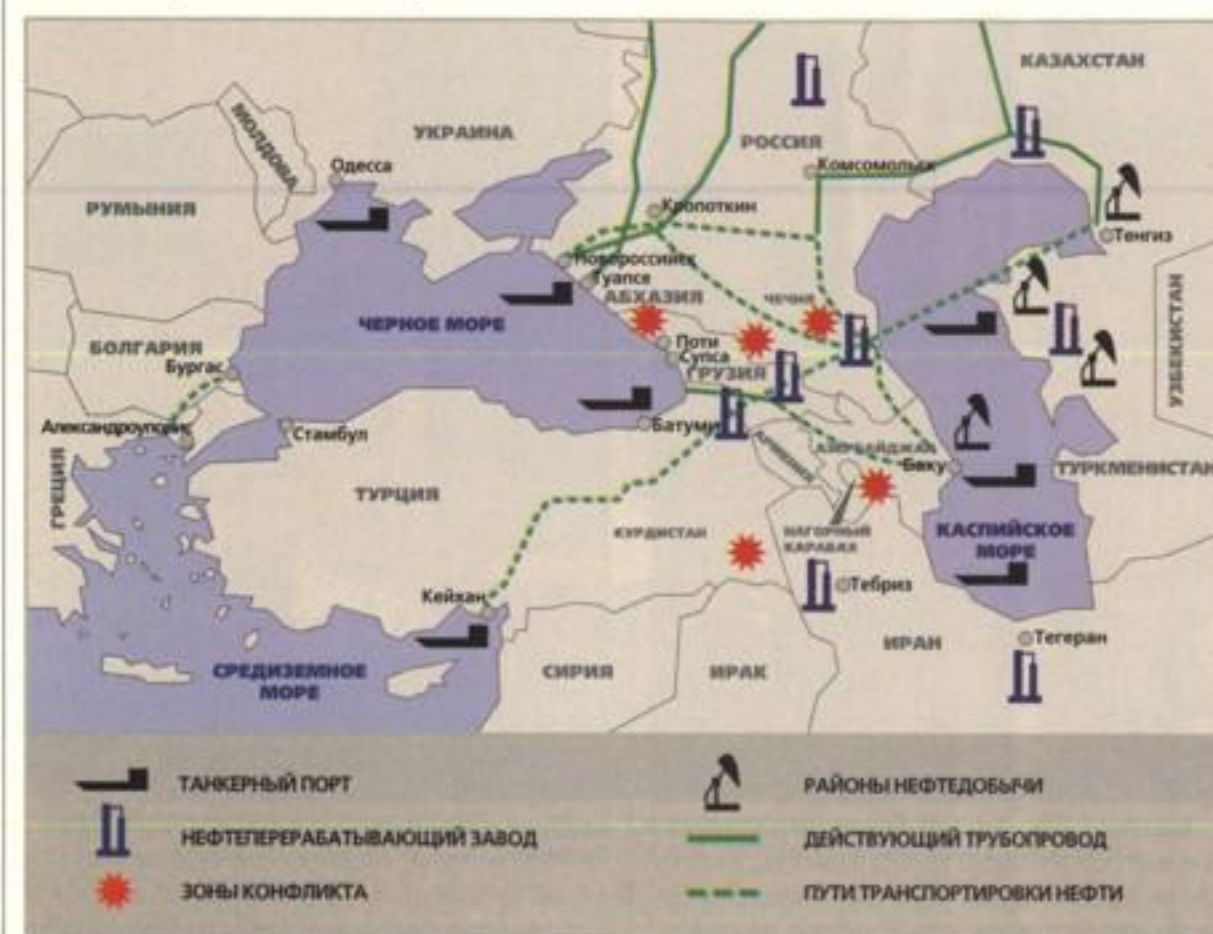 КАЗАХСТАН
МОЛДОВА
УКРАИНА
РОССИЯ
Одесса
Комсомольск
РУМЫНИЯ
Кропоткин
Тенгиз
Новороссийск
Туапсе
АБХАЗИЯ
ЧЕЧНЯ
УЗБЕКИСТАН
ЧЕРНОЕ МОРЕ
БОЛГАРИЯ
Поти
Супса
Бургас
ГРУЗИЯ
Александроуполис
Стамбул
Батуми
АРМЕНИЯ
АЗЕРБАЙДЖАН
Баку
ТУРКМЕНИСТАН
ГРЕЦИЯ
ТУРЦИЯ
КУРДИСТАН
НАГОРНЫЙ
КАРАБАХ
КАСПИЙСКОЕ
МОРЕ
Кейхан
Тебриз
ИРАН
Тегеран
СРЕДИЗЕМНОЕ
МОРЕ
СИРИЯ
ИРАК
ТАНКЕРНЫЙ ПОРТ
РАЙОНЫ НЕФТЕДОБЫЧИ
НЕФТЕПЕРЕРАБАТЫВАЮЩИЙ ЗАВОД
ДЕЙСТВУЮЩИЙ ТРУБОПРОВОД
ЗОНЫ КОНФЛИКТА
ПУТИ ТРАНСПОРТИРОВКИ НЕФТИ